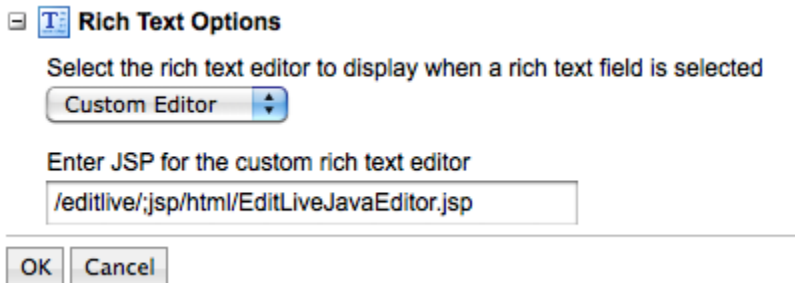 Rich Text Options
Select the rich text editor to display when a rich text field is selected
Custom Editor
Enter JSP for the custom rich text editor
/editlive/;jsp/html/EditLiveJavaEditor.jsp
OK Cancel